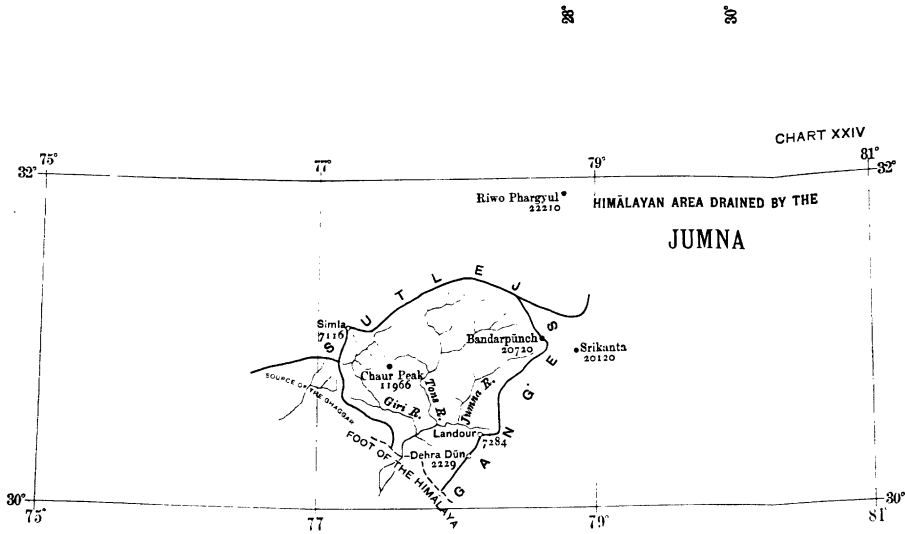 28°
30°
CHART XXIV
75°
77°
79°
81°
32°
32°
Riwo Phargyul
22210
HIMĀLAYAN AREA DRAINED BY THE
JUMNA
SUTLEJ
Simla
7116
Bandarpūnch
20720
Srikanta
20120
Chaur Peak
11966
SOURCE OF THE GHAGGAR
Giri R.
Tons R.
Jumna R.
GANGES
Landour
7284
Dehra Dūn
2229
FOOT OF THE HIMALAYA
30°
30°
75°
77
79°
81°